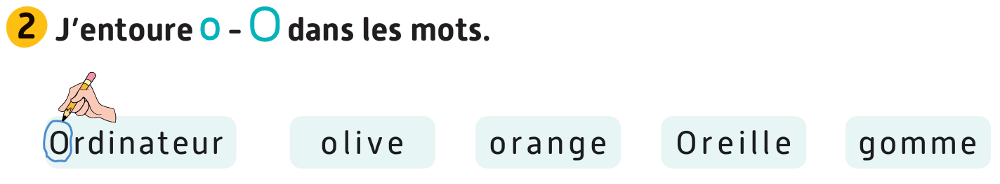 2 J'entoure o - O dans les mots.
Ordinateur olive orange Oreille gomme